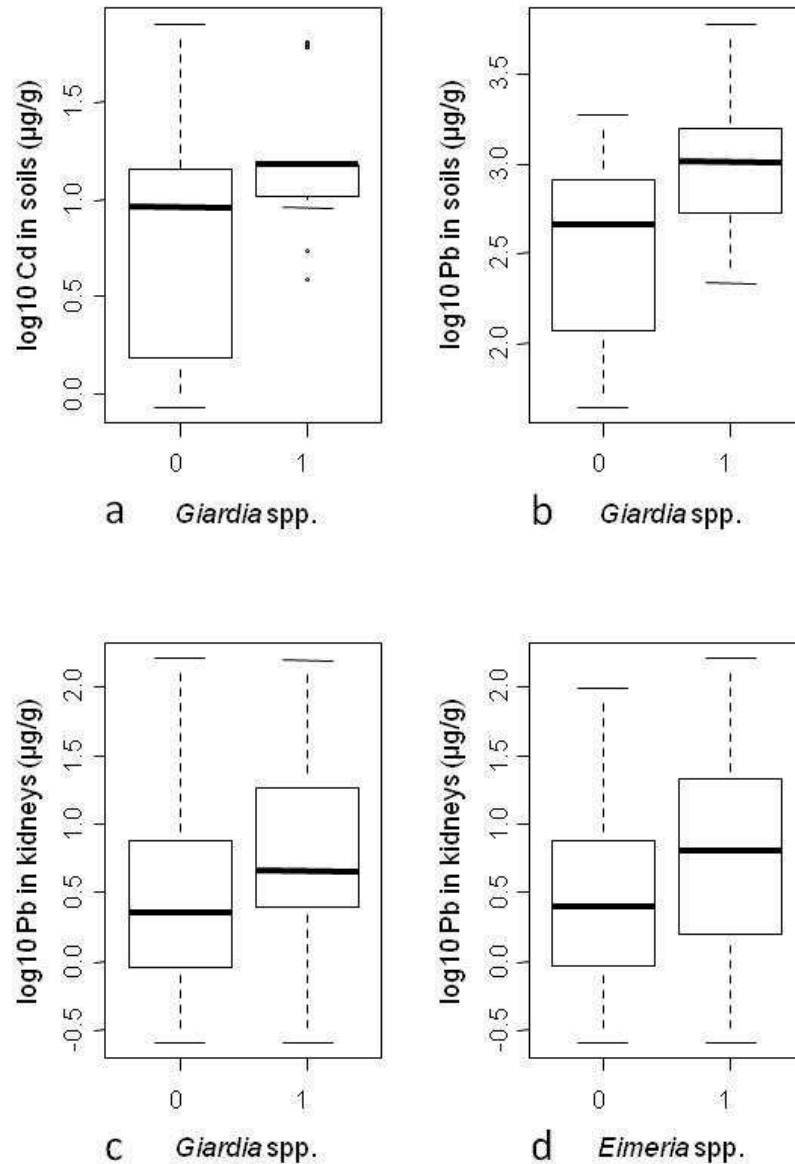 log10 Cd in soils (µg/g)
0.0 0.5 1.0 1.5
0 1
a Giardia spp.
log10 Pb in soils (µg/g)
2.0 2.5 3.0 3.5
0 1
b Giardia spp.
log10 Pb in kidneys (µg/g)
-0.5 0.0 0.5 1.0 1.5 2.0
0 1
c Giardia spp.
log10 Pb in kidneys (µg/g)
-0.5 0.0 0.5 1.0 1.5 2.0
0 1
d Eimeria spp.